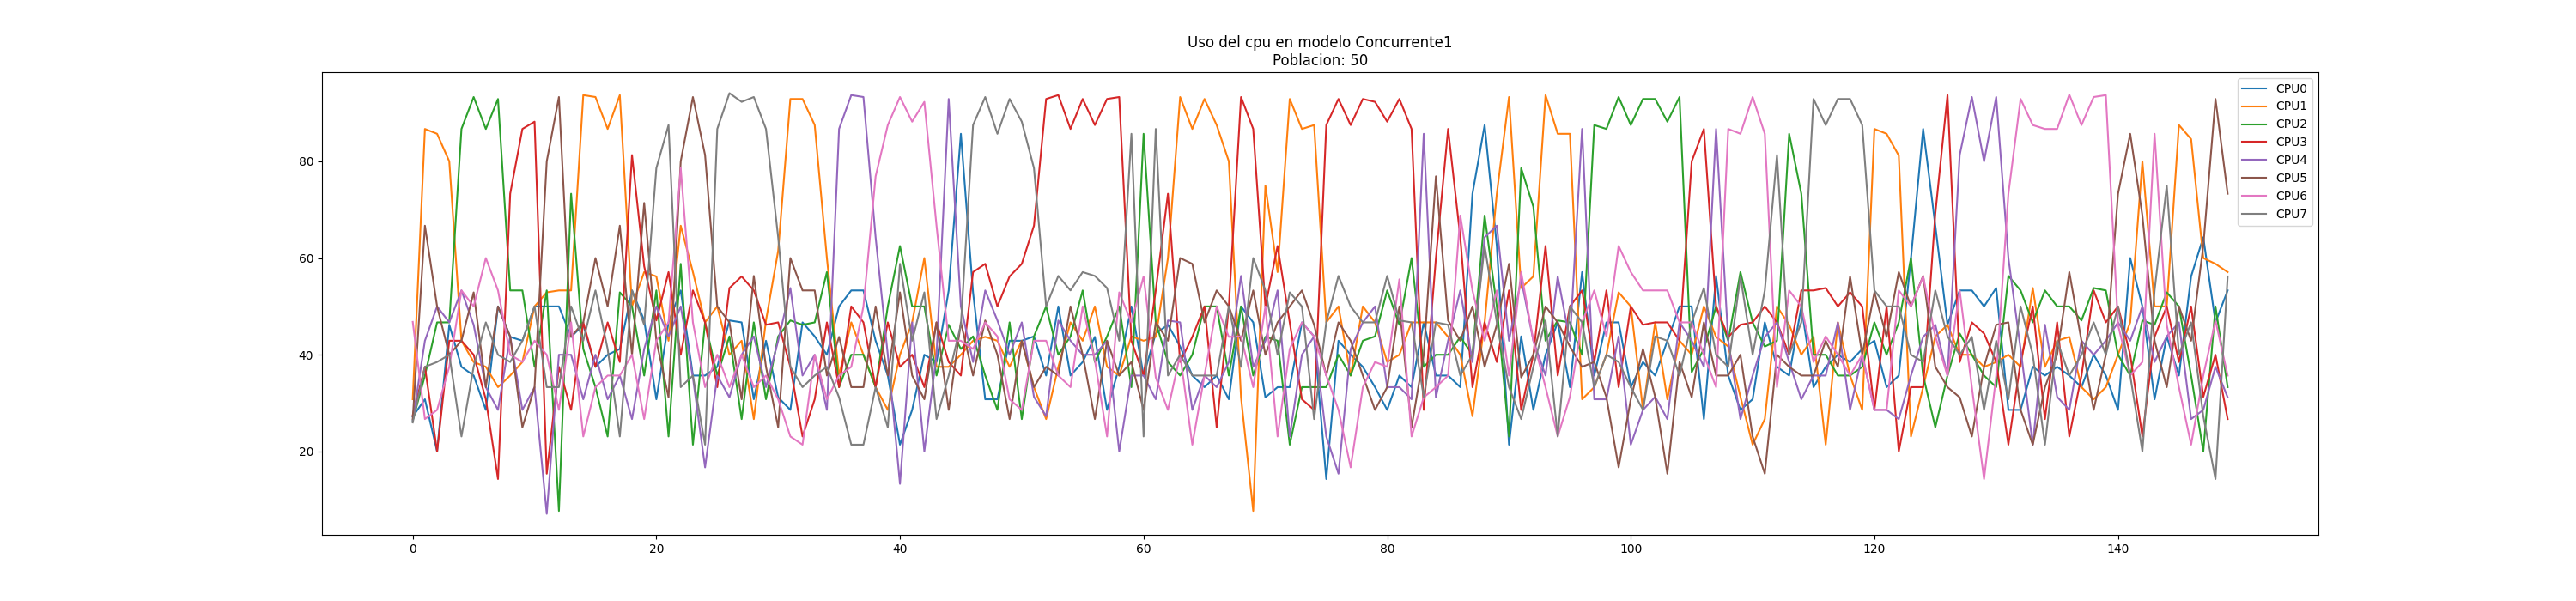 Uso del cpu en modelo Concurrente1
Poblacion: 50
80
60
40
20
0 20 40 60 80 100 120 140
CPU0
CPU1
CPU2
CPU3
CPU4
CPU5
CPU6
CPU7